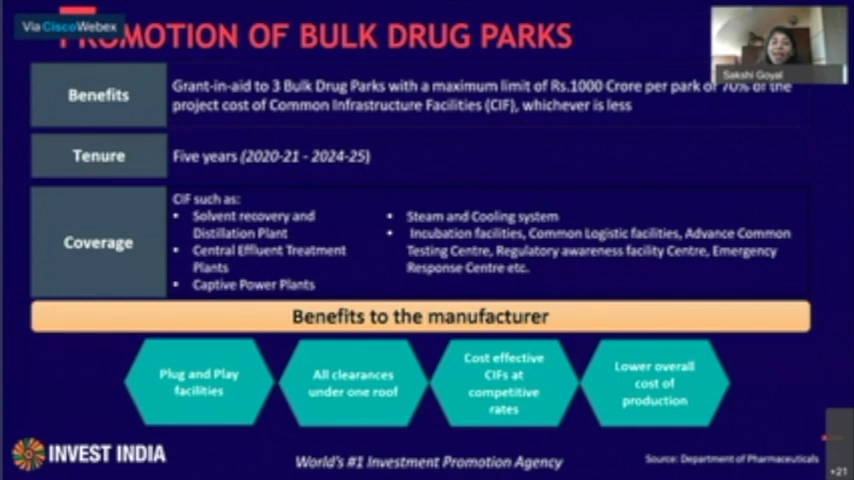 Via Cisco Webex
PROMOTION OF BULK DRUG PARKS
Sakshi Goyal
Benefits
Grant-in-aid to 3 Bulk Drug Parks with a maximum limit of Rs.1000 Crore per park or 70% of the
project cost of Common Infrastructure Facilities (CIF), whichever is less
Tenure
Five years (2020-21 - 2024-25)
Coverage
CIF such as:
▪ Solvent recovery and
Distillation Plant
▪ Central Effluent Treatment
Plants
▪ Captive Power Plants
▪ Steam and Cooling system
▪ Incubation facilities, Common Logistic facilities, Advance Common
Testing Centre, Regulatory awareness facility Centre, Emergency
Response Centre etc.
Benefits to the manufacturer
Plug and Play
facilities
All clearances
under one roof
Cost effective
CIFs at
competitive
rates
Lower overall
cost of
production
INVEST INDIA
World's #1 Investment Promotion Agency
Source: Department of Pharmaceuticals
+21